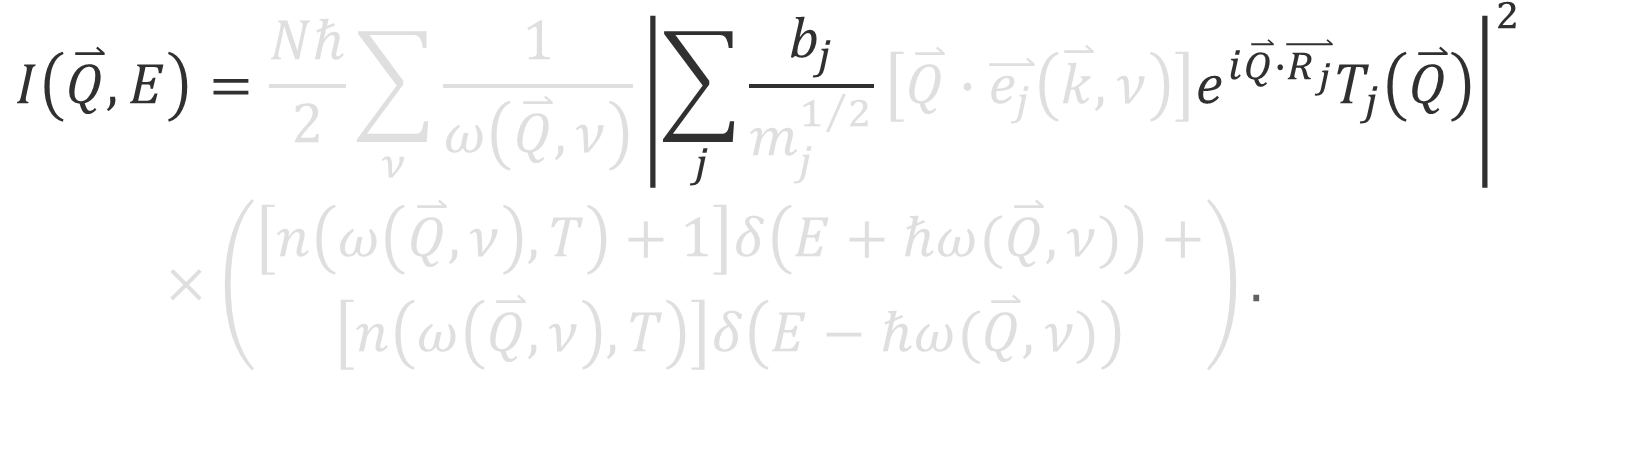 I(Q⃗, E) = Nħ/2 ∑_ν 1/ω(Q⃗, ν) |∑_j b_j/m_j^{1/2} [Q⃗ · e⃗_j(k⃗, ν)] e^{iQ⃗·R⃗_j} T_j(Q⃗)|²
× ([n(ω(Q⃗, ν), T) + 1]δ(E + ħω(Q⃗, ν)) +
[n(ω(Q⃗, ν), T)]δ(E − ħω(Q⃗, ν))).